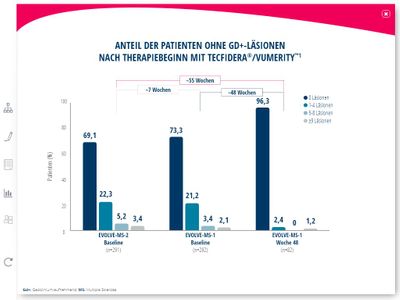 ANTEIL DER PATIENTEN OHNE GD+-LÄSIONEN
NACH THERAPIEBEGINN MIT TECFIDERA®/VUMERITY™¹
~55 Wochen
~7 Wochen
~48 Wochen
0 Läsionen
1-4 Läsionen
5-8 Läsionen
≥9 Läsionen
Patienten (%)
100
80
60
40
20
0
69,1
22,3
5,2
3,4
73,3
21,2
3,4
2,1
96,3
2,4
0
1,2
EVOLVE-MS-2
Baseline
(n=291)
EVOLVE-MS-1
Baseline
(n=292)
EVOLVE-MS-1
Woche 48
(n=82)
Gd+: Gadolinium-aufnehmend; MS: Multiple Sklerose